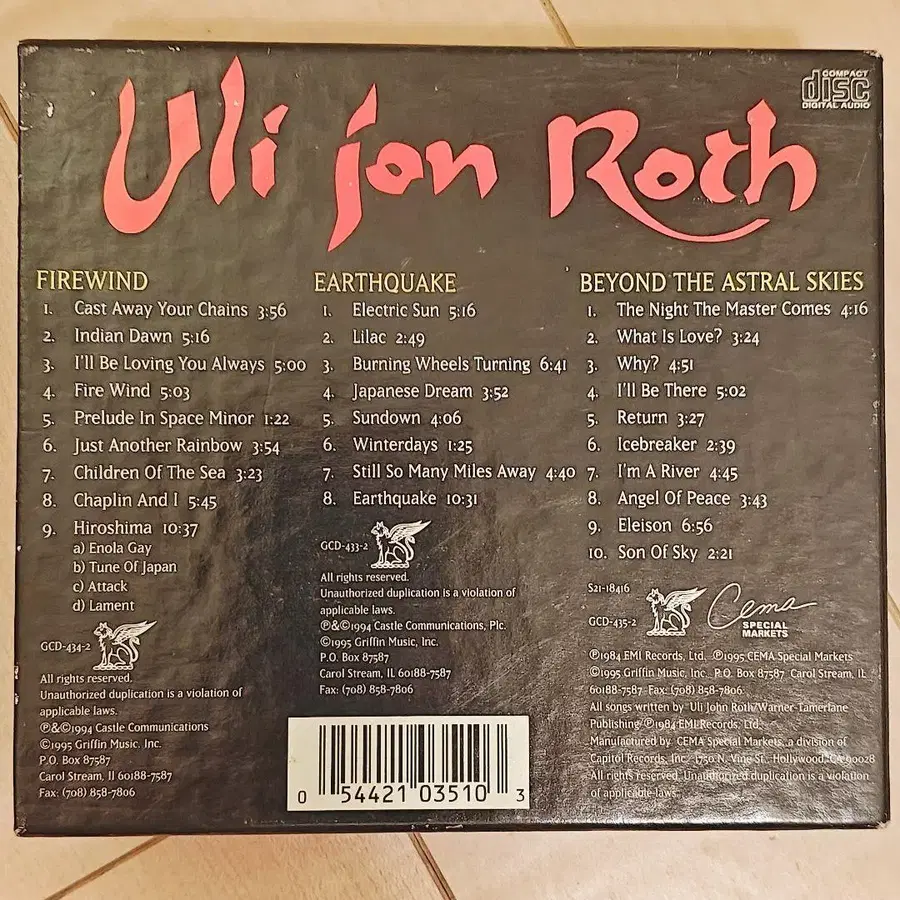 COMPACT
disc
DIGITAL AUDIO
Uli Jon Roth
FIREWIND
1. Cast Away Your Chains 3:56
2. Indian Dawn 5:16
3. I'll Be Loving You Always 5:00
4. Fire Wind 5:03
5. Prelude In Space Minor 1:22
6. Just Another Rainbow 3:54
7. Children Of The Sea 3:23
8. Chaplin And I 5:45
9. Hiroshima 10:37
a) Enola Gay
b) Tune Of Japan
c) Attack
d) Lament
GCD-434-2
All rights reserved.
Unauthorized duplication is a violation of
applicable laws.
℗&©1994 Castle Communications
©1995 Griffin Music, Inc.
P.O. Box 87587
Carol Stream, Il 60188-7587
Fax: (708) 858-7806
EARTHQUAKE
1. Electric Sun 5:16
2. Lilac 2:49
3. Burning Wheels Turning 6:41
4. Japanese Dream 3:52
5. Sundown 4:06
6. Winterdays 1:25
7. Still So Many Miles Away 4:40
8. Earthquake 10:31
GCD-433-2
All rights reserved.
Unauthorized duplication is a violation of
applicable laws.
℗&©1994 Castle Communications, Plc.
©1995 Griffin Music, Inc.
P.O. Box 87587
Carol Stream, IL 60188-7587
Fax: (708) 858-7806
BEYOND THE ASTRAL SKIES
1. The Night The Master Comes 4:16
2. What Is Love? 3:24
3. Why? 4:51
4. I'll Be There 5:02
5. Return 3:27
6. Icebreaker 2:39
7. I'm A River 4:45
8. Angel Of Peace 3:43
9. Eleison 6:56
10. Son Of Sky 2:21
S21-18416
GCD-435-2
Cema
SPECIAL
MARKETS
℗1984 EMI Records, Ltd. ℗1995 CEMA Special Markets
©1995 Griffin Music, Inc. P.O. Box 87587 Carol Stream, IL
60188-7587 Fax: (708) 858-7806.
All songs written by Uli John Roth/Warner-Tamerlane
Publishing/℗1984 EMI Records, Ltd.
Manufactured by CEMA Special Markets, a division of
Capitol Records, Inc. 1750 N. Vine St., Hollywood, CA 90028
All rights reserved. Unauthorized duplication is a violation
of applicable laws.
0 54421 03510 3